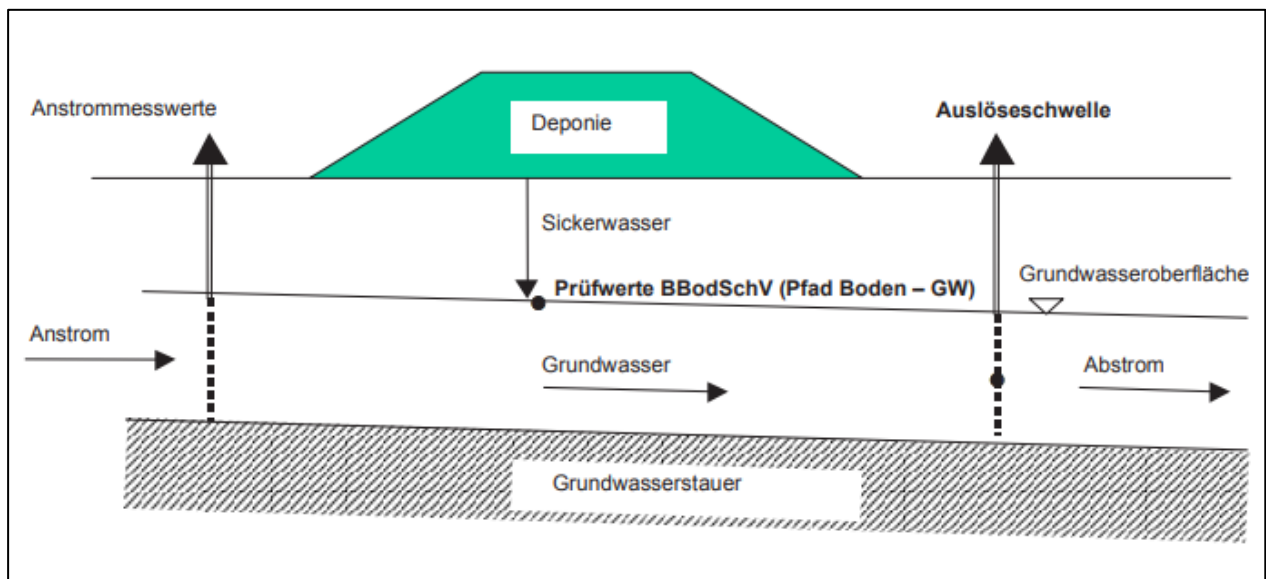 Anstrommesswerte
Deponie
Auslöseschwelle
Sickerwasser
Prüfwerte BBodSchV (Pfad Boden – GW)
Grundwasseroberfläche
Anstrom
Grundwasser
Abstrom
Grundwasserstauer